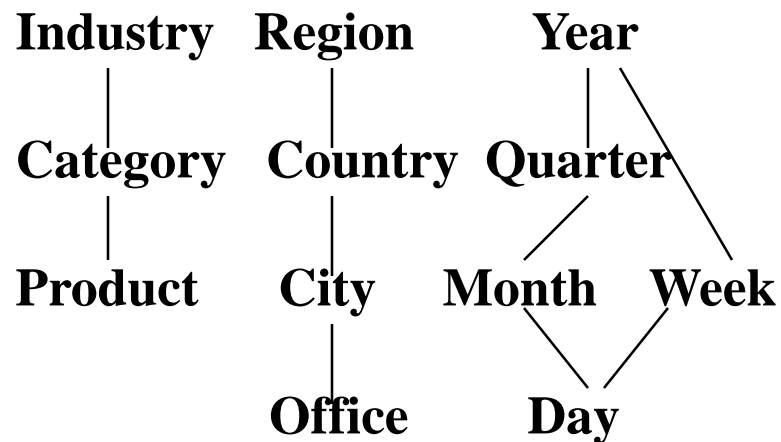 Industry Region Year
Category Country Quarter
Product City Month Week
Office Day